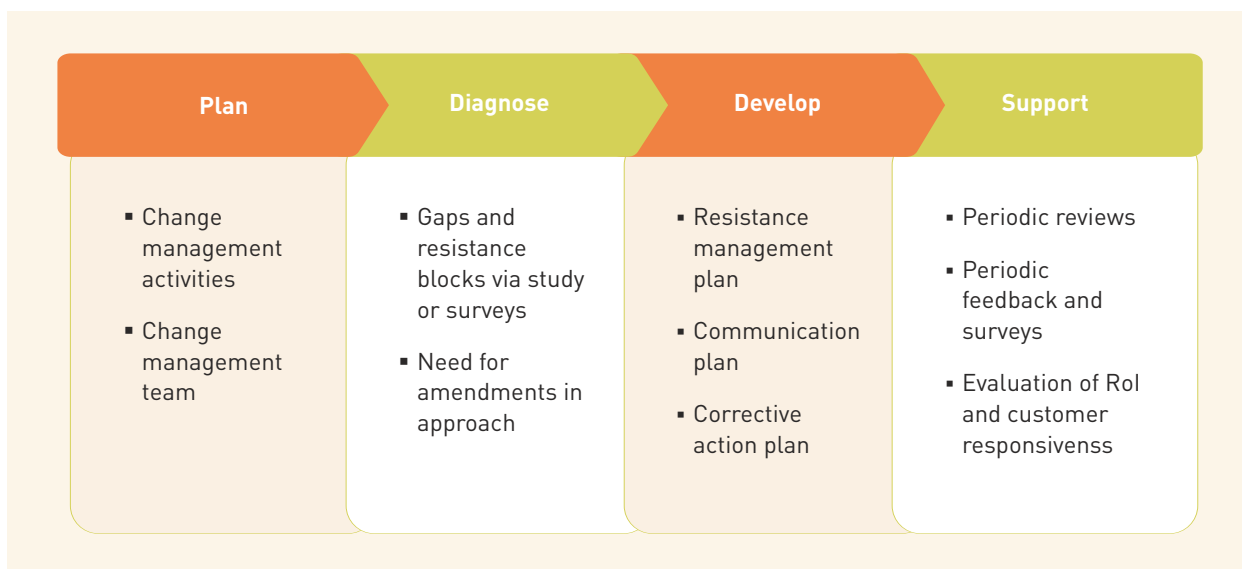 Plan
▪ Change
management
activities
▪ Change
management
team
Diagnose
▪ Gaps and
resistance
blocks via study
or surveys
▪ Need for
amendments in
approach
Develop
▪ Resistance
management
plan
▪ Communication
plan
▪ Corrective
action plan
Support
▪ Periodic reviews
▪ Periodic
feedback and
surveys
▪ Evaluation of RoI
and customer
responsivenss